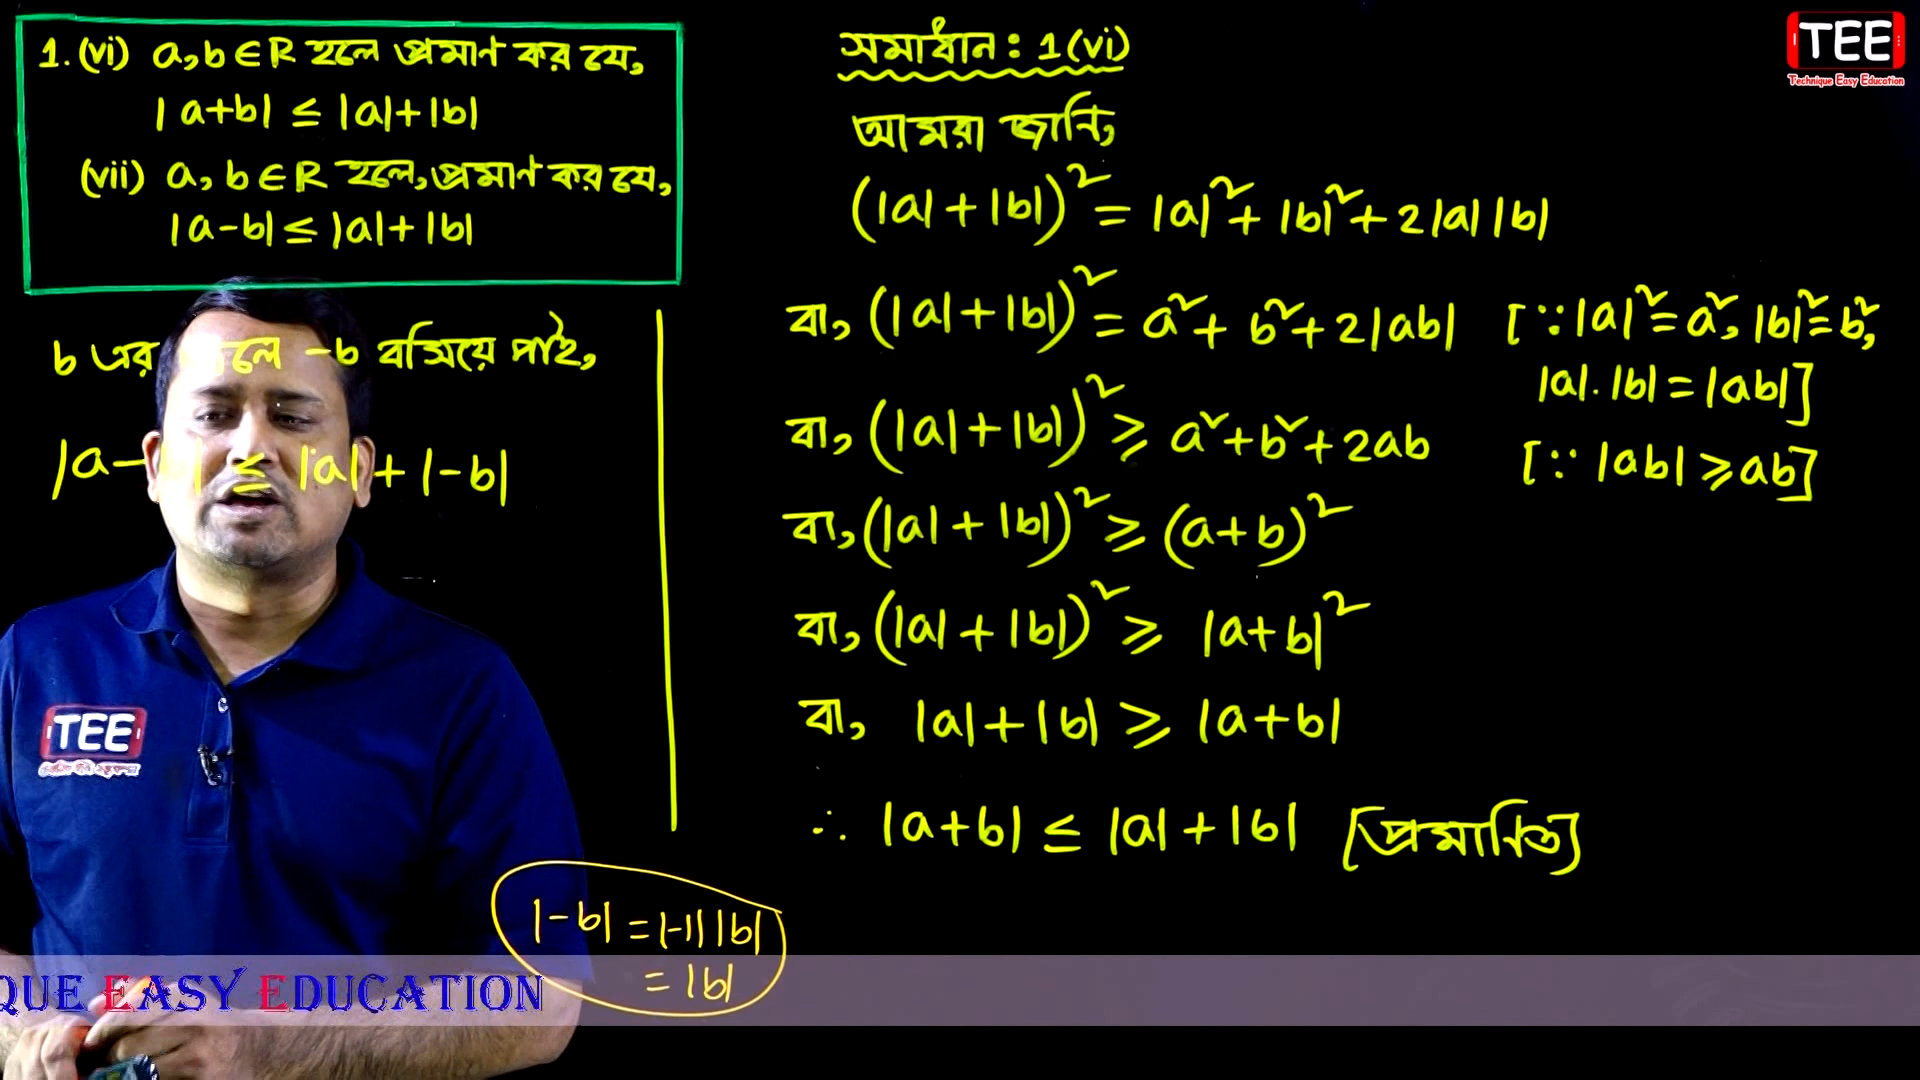 1. (vi) a, b ∈ R হলে প্রমাণ কর যে,
|a+b| ≤ |a|+|b|
(vii) a, b ∈ R হলে, প্রমাণ কর যে,
|a-b| ≤ |a|+|b|
b এর -b বসিয়ে পাই,
|a- | ≤ |a| + |-b|
|-b| = |-1| |b|
= |b|
সমাধান : 1(vi)
আমরা জানি,
(|a| + |b|)² = |a|² + |b|² + 2|a| |b|
বা, (|a| + |b|)² = a² + b² + 2|ab| [∵ |a|² = a², |b|² = b²,
|a|. |b| = |ab|]
বা, (|a| + |b|)² ⩾ a² + b² + 2ab [∵ |ab| ⩾ ab]
বা, (|a| + |b|)² ⩾ (a+b)²
বা, (|a| + |b|)² ⩾ |a+b|²
বা, |a| + |b| ⩾ |a+b|
∴ |a+b| ≤ |a| + |b| [প্রমাণিত]
TEE
Technique Easy Education
TEE
QUE EASY EDUCATION